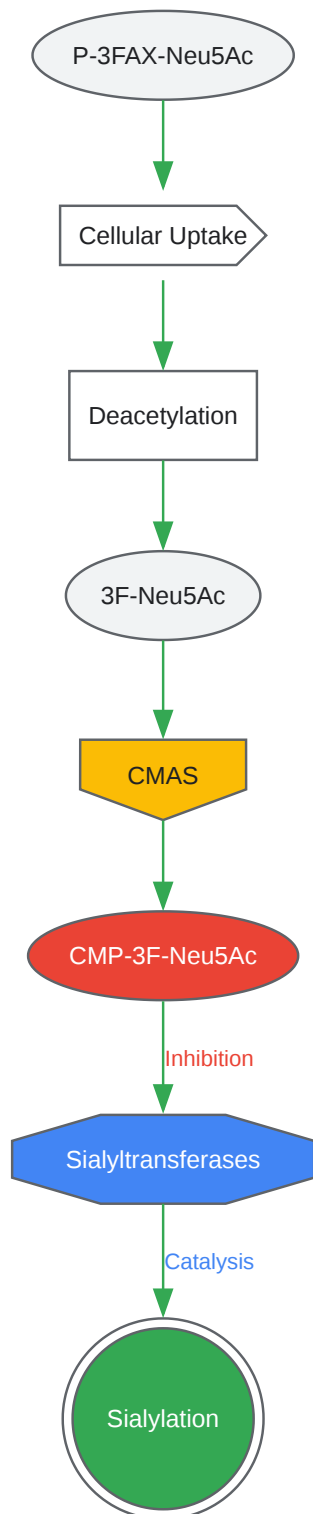 P-3FAX-Neu5Ac
Cellular Uptake
Deacetylation
3F-Neu5Ac
CMAS
CMP-3F-Neu5Ac
Inhibition
Sialyltransferases
Catalysis
Sialylation